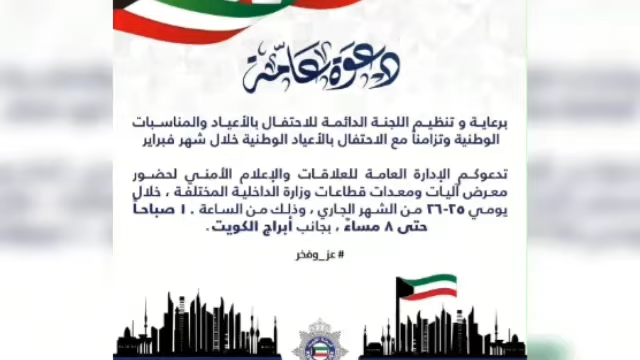 دعوة عامة
برعاية و تنظيم اللجنة الدائمة للاحتفال بالأعياد والمناسبات
الوطنية وتزامناً مع الاحتفال بالأعياد الوطنية خلال شهر فبراير
تدعوكم الإدارة العامة للعلاقات والإعلام الأمني لحضور
معرض آليات ومعدات قطاعات وزارة الداخلية المختلفة ، خلال
يومي ٢٥-٢٦ من الشهر الجاري ، وذلك من الساعة ١٠ صباحاً
حتى ٨ مساءً ، بجانب أبراج الكويت .
# عز_وفخر